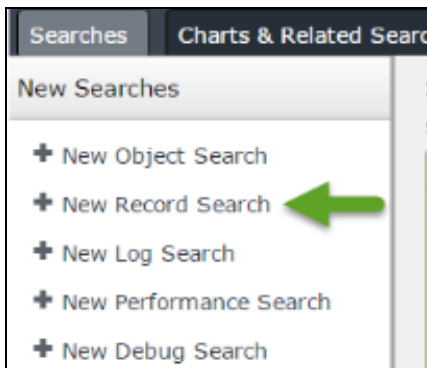 Searches Charts & Related Searc
New Searches
+ New Object Search
+ New Record Search
+ New Log Search
+ New Performance Search
+ New Debug Search